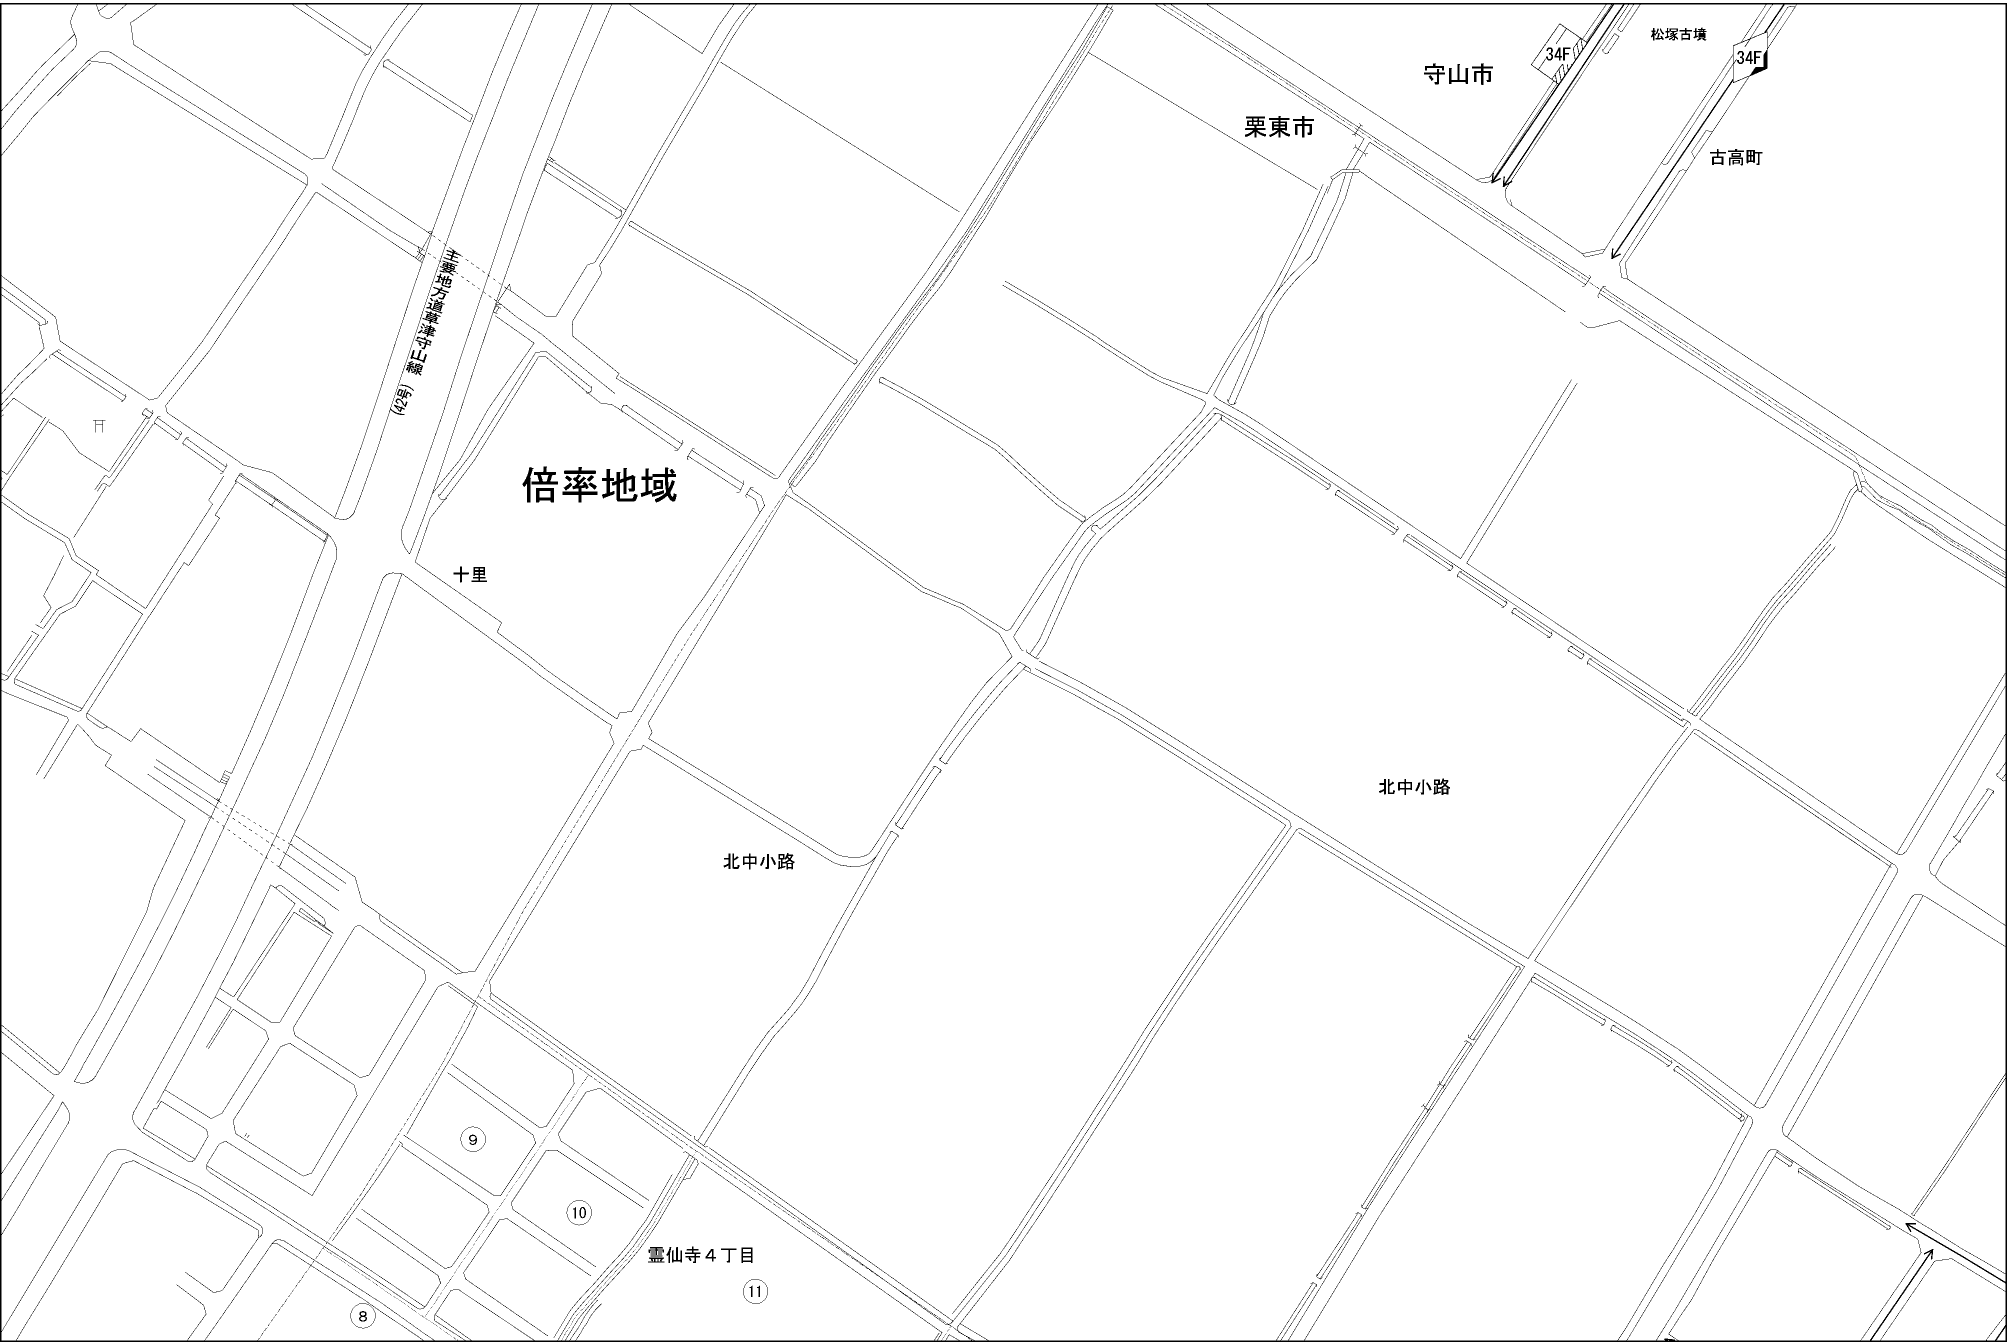 松塚古墳
34F
34F
守山市
栗東市
古高町
主要地方道草津守山線
(42号)
倍率地域
十里
北中小路
北中小路
⑨
⑩
霊仙寺4丁目
⑪
⑧